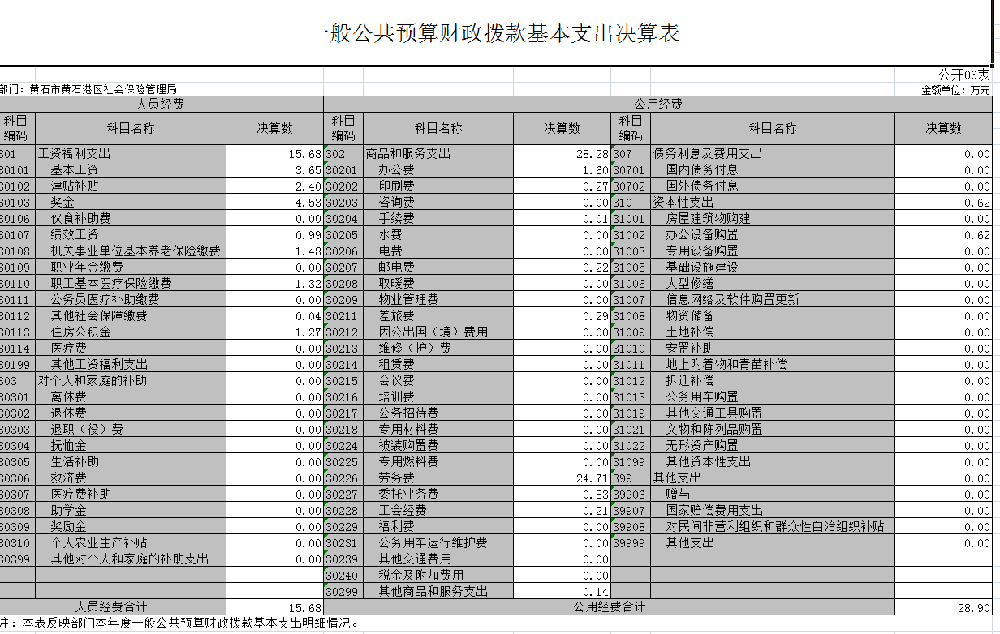 一般公共预算财政拨款基本支出决算表
公开06表
部门：黄石市黄石港区社会保险管理局 金额单位：万元
人员经费 公用经费
科目编码 科目名称 决算数 科目编码 科目名称 决算数 科目编码 科目名称 决算数
301 工资福利支出 15.68 302 商品和服务支出 28.28 307 债务利息及费用支出 0.00
30101 基本工资 3.65 30201 办公费 1.60 30701 国内债务付息 0.00
30102 津贴补贴 2.40 30202 印刷费 0.27 30702 国外债务付息 0.00
30103 奖金 4.53 30203 咨询费 0.00 310 资本性支出 0.62
30106 伙食补助费 0.00 30204 手续费 0.01 31001 房屋建筑物购建 0.00
30107 绩效工资 0.99 30205 水费 0.00 31002 办公设备购置 0.62
30108 机关事业单位基本养老保险缴费 1.48 30206 电费 0.00 31003 专用设备购置 0.00
30109 职业年金缴费 0.00 30207 邮电费 0.22 31005 基础设施建设 0.00
30110 职工基本医疗保险缴费 1.32 30208 取暖费 0.00 31006 大型修缮 0.00
30111 公务员医疗补助缴费 0.00 30209 物业管理费 0.00 31007 信息网络及软件购置更新 0.00
30112 其他社会保障缴费 0.04 30211 差旅费 0.29 31008 物资储备 0.00
30113 住房公积金 1.27 30212 因公出国（境）费用 0.00 31009 土地补偿 0.00
30114 医疗费 0.00 30213 维修（护）费 0.00 31010 安置补助 0.00
30199 其他工资福利支出 0.00 30214 租赁费 0.00 31011 地上附着物和青苗补偿 0.00
303 对个人和家庭的补助 0.00 30215 会议费 0.00 31012 拆迁补偿 0.00
30301 离休费 0.00 30216 培训费 0.00 31013 公务用车购置 0.00
30302 退休费 0.00 30217 公务招待费 0.00 31019 其他交通工具购置 0.00
30303 退职（役）费 0.00 30218 专用材料费 0.00 31021 文物和陈列品购置 0.00
30304 抚恤金 0.00 30224 被装购置费 0.00 31022 无形资产购置 0.00
30305 生活补助 0.00 30225 专用燃料费 0.00 31099 其他资本性支出 0.00
30306 救济费 0.00 30226 劳务费 24.71 399 其他支出 0.00
30307 医疗费补助 0.00 30227 委托业务费 0.83 39906 赠与 0.00
30308 助学金 0.00 30228 工会经费 0.21 39907 国家赔偿费用支出 0.00
30309 奖励金 0.00 30229 福利费 0.00 39908 对民间非营利组织和群众性自治组织补贴 0.00
30310 个人农业生产补贴 0.00 30231 公务用车运行维护费 0.00 39999 其他支出 0.00
30399 其他对个人和家庭的补助支出 0.00 30239 其他交通费用 0.00
30240 税金及附加费用 0.00
30299 其他商品和服务支出 0.14
人员经费合计 15.68 公用经费合计 28.90
注：本表反映部门本年度一般公共预算财政拨款基本支出明细情况。